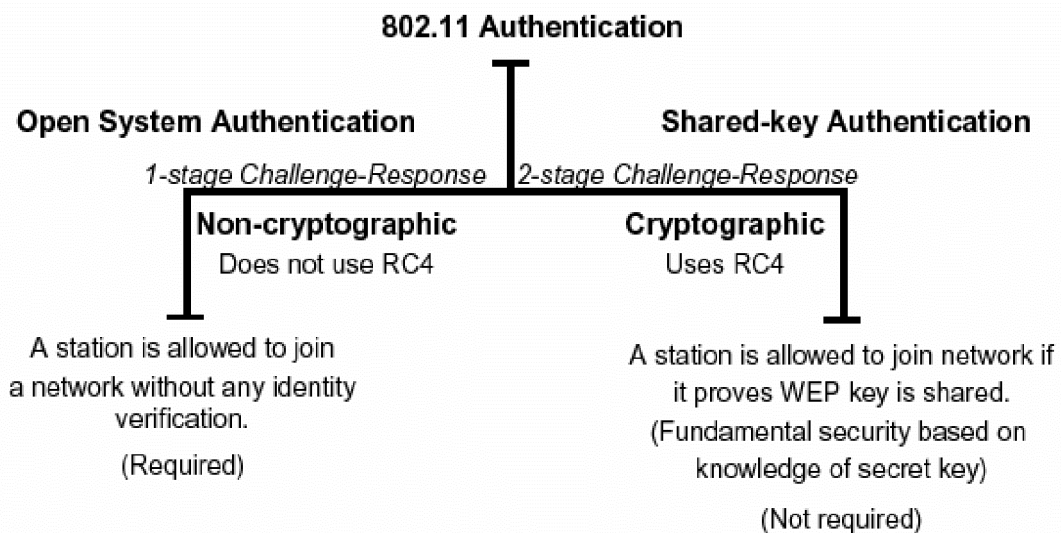 802.11 Authentication
Open System Authentication
1-stage Challenge-Response
Non-cryptographic
Does not use RC4
A station is allowed to join
a network without any identity
verification.
(Required)
Shared-key Authentication
2-stage Challenge-Response
Cryptographic
Uses RC4
A station is allowed to join network if
it proves WEP key is shared.
(Fundamental security based on
knowledge of secret key)
(Not required)